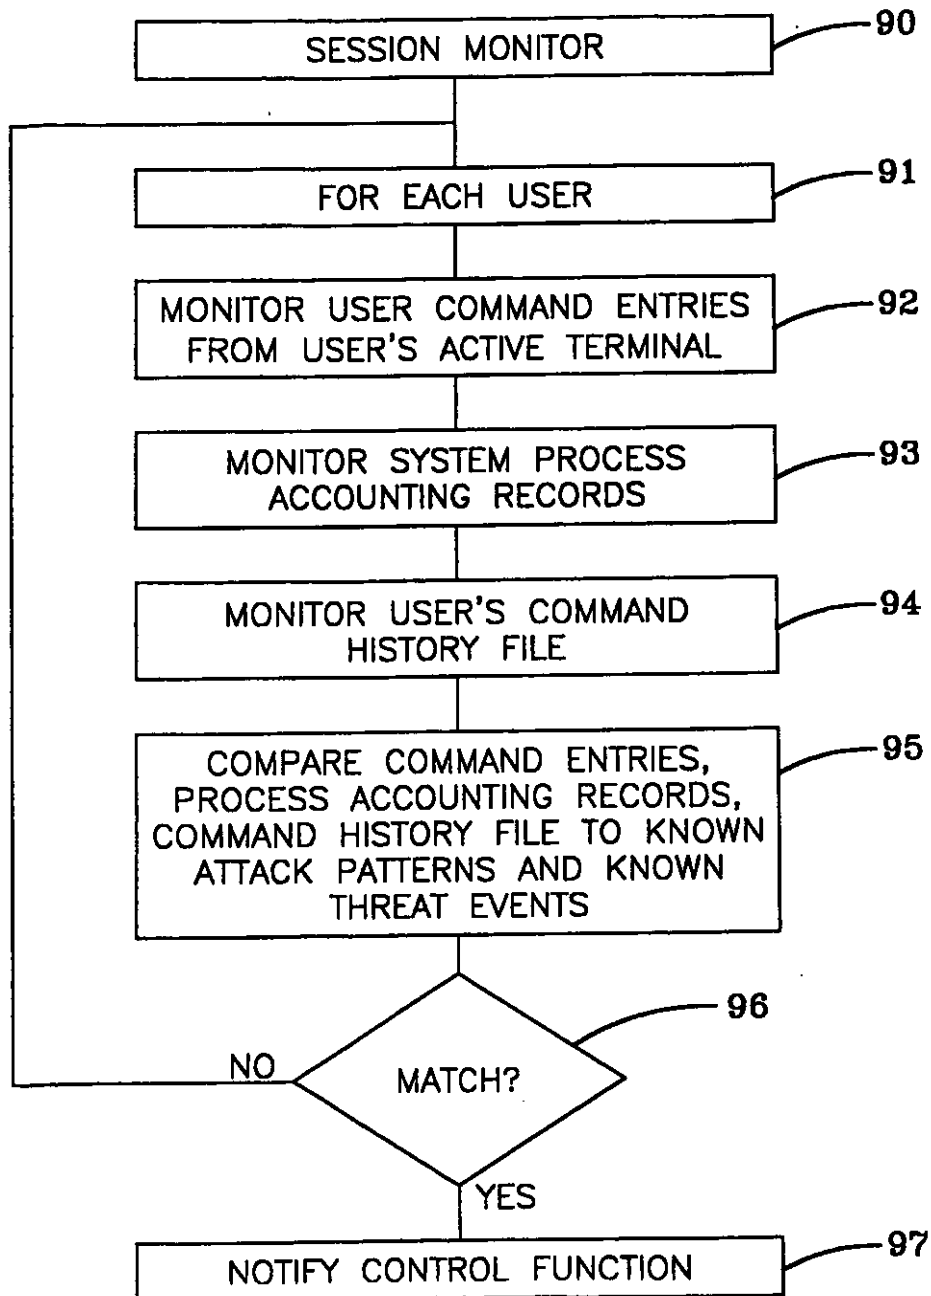 SESSION MONITOR
90
FOR EACH USER
91
MONITOR USER COMMAND ENTRIES
FROM USER'S ACTIVE TERMINAL
92
MONITOR SYSTEM PROCESS
ACCOUNTING RECORDS
93
MONITOR USER'S COMMAND
HISTORY FILE
94
COMPARE COMMAND ENTRIES,
PROCESS ACCOUNTING RECORDS,
COMMAND HISTORY FILE TO KNOWN
ATTACK PATTERNS AND KNOWN
THREAT EVENTS
95
MATCH?
96
NO
YES
NOTIFY CONTROL FUNCTION
97